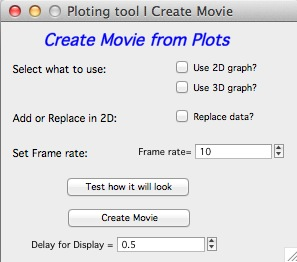 Ploting tool | Create Movie
Create Movie from Plots
Select what to use:
Use 2D graph?
Use 3D graph?
Add or Replace in 2D:
Replace data?
Set Frame rate:
Frame rate= 10
Test how it will look
Create Movie
Delay for Display = 0.5